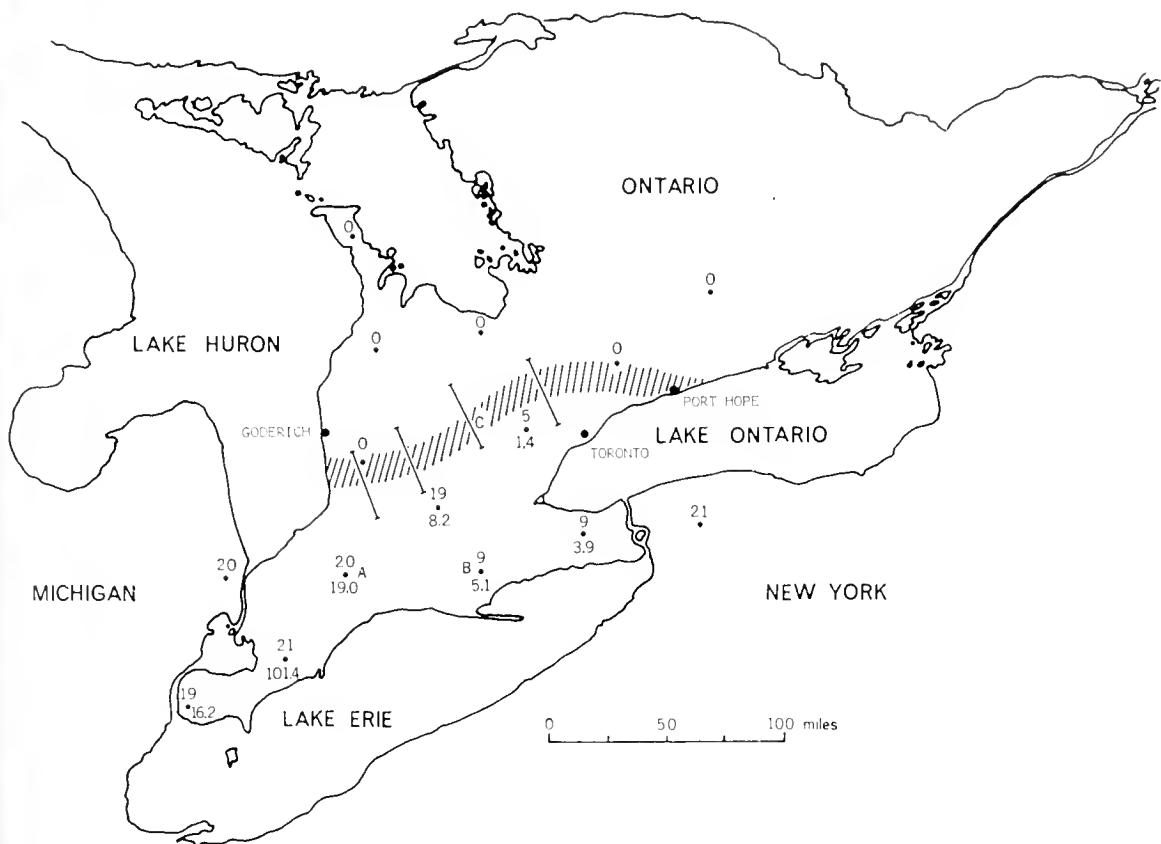 ONTARIO
0
0
0
LAKE HURON
0
0
PORT HOPE
C
5
1,4
GODERICH
LAKE ONTARIO
TORONTO
0
19
8.2
9
3.9
21
20
MICHIGAN
20 A
19.0
9
B
5.1
NEW YORK
21
101.4
19
16.2
LAKE ERIE
0 50 100 miles